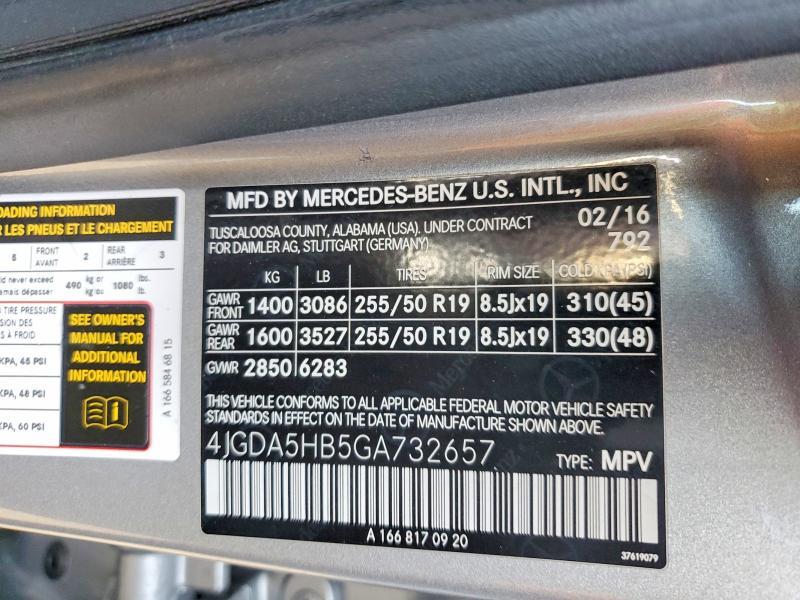 OADING INFORMATION
R LES PNEUS ET LE CHARGEMENT
5 FRONT AVANT 2 REAR ARRIÈRE 3
ld never exceed
amais dépasser 490 kg or kg ou 1080 lbs. lb.
TIRE PRESSURE
SION DES
S À FROID
KPA, 45 PSI
KPA, 48 PSI
KPA, 60 PSI
SEE OWNER'S
MANUAL FOR
ADDITIONAL
INFORMATION
A 166 584 68 15
MFD BY MERCEDES-BENZ U.S. INTL., INC
TUSCALOOSA COUNTY, ALABAMA (USA). UNDER CONTRACT 02/16
FOR DAIMLER AG, STUTTGART (GERMANY) 792
KG LB TIRES RIM SIZE COLD KPA(PSI)
GAWR FRONT 1400 3086 255/50 R19 8.5Jx19 310(45)
GAWR REAR 1600 3527 255/50 R19 8.5Jx19 330(48)
GVWR 2850 6283
THIS VEHICLE CONFORMS TO ALL APPLICABLE FEDERAL MOTOR VEHICLE SAFETY
STANDARDS IN EFFECT ON THE DATE OF MANUFACTURE SHOWN ABOVE.
4JGDA5HB5GA732657
TYPE: MPV
A 166 817 09 20
37619079